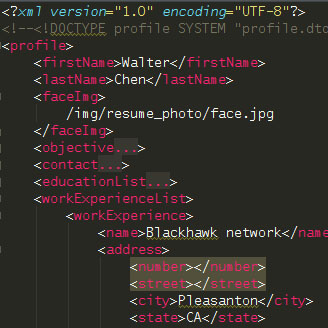 <?xml version="1.0" encoding="UTF-8"?>
<!--<!DOCTYPE profile SYSTEM "profile.dtd
<profile>
<firstName>Walter</firstName>
<lastName>Chen</lastName>
<faceImg>
/img/resume_photo/face.jpg
</faceImg>
<objective...>
<contact...>
<educationList...>
<workExperienceList>
<workExperience>
<name>Blackhawk network</name
<address>
<number></number>
<street></street>
<city>Pleasanton</city>
<state>CA</state>